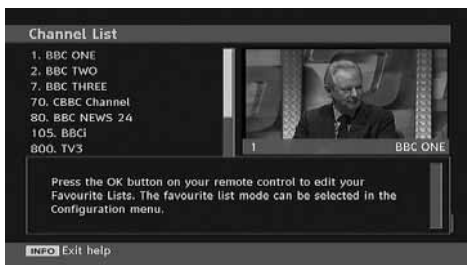 Channel List
1. BBC ONE
2. BBC TWO
7. BBC THREE
70. CBBC Channel
80. BBC NEWS 24
105. BBCi
800. TV3
1 BBC ONE
Press the OK button on your remote control to edit your
Favourite Lists. The favourite list mode can be selected in the
Configuration menu.
INFO Exit help